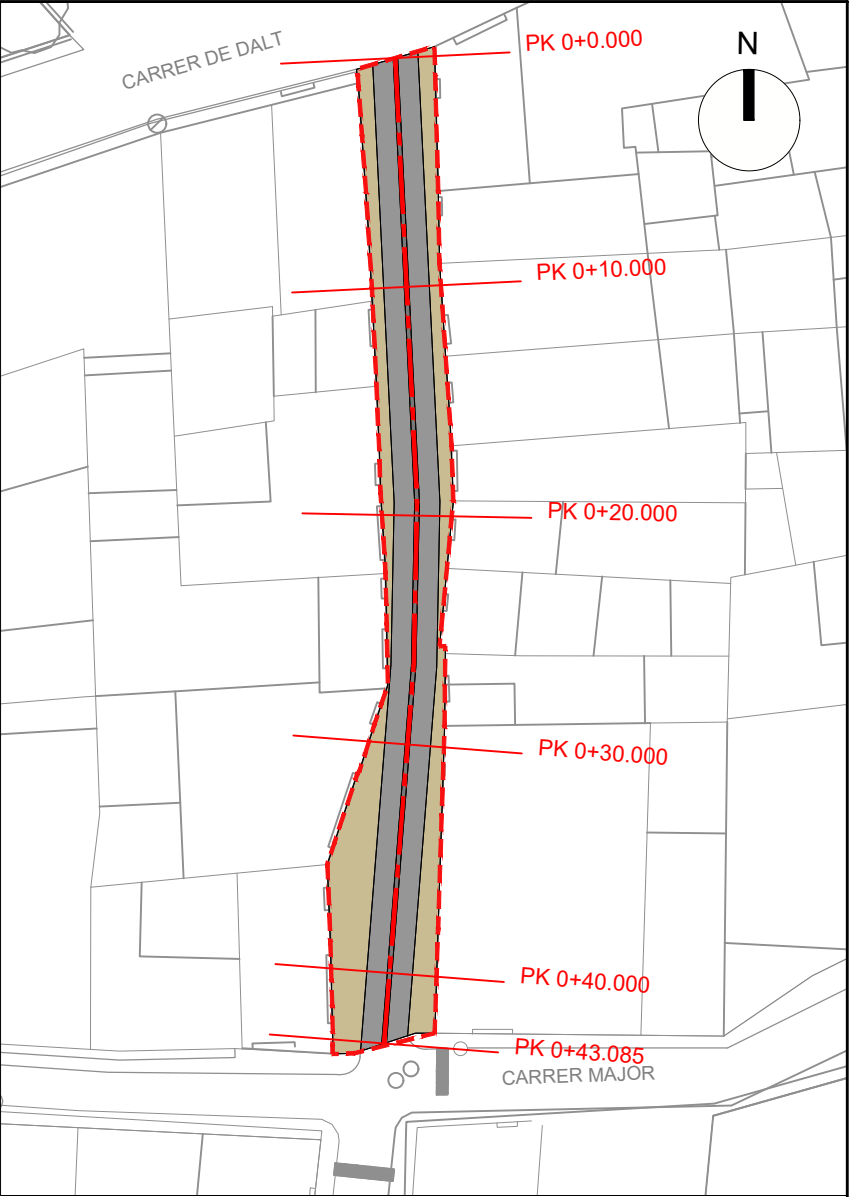 CARRER DE DALT
PK 0+0.000
N
PK 0+10.000
PK 0+20.000
PK 0+30.000
PK 0+40.000
PK 0+43.085
CARRER MAJOR